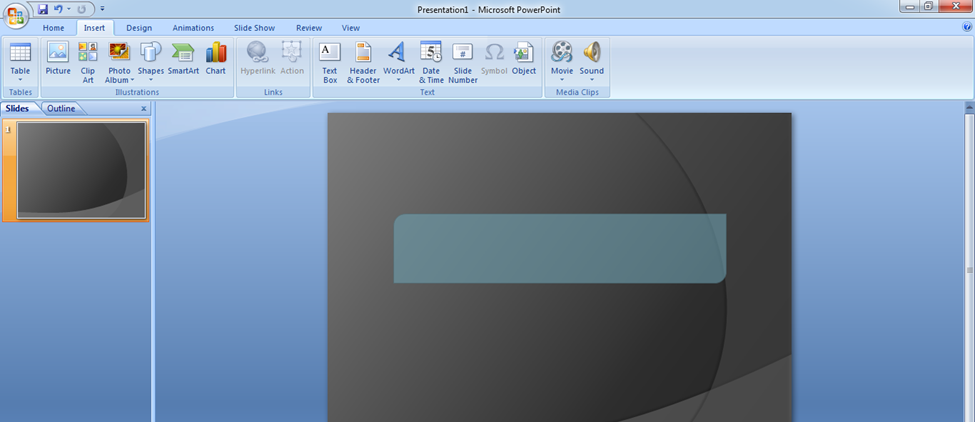 Presentation1 - Microsoft PowerPoint
Home Insert Design Animations Slide Show Review View
Table Picture Clip Art Photo Album Shapes SmartArt Chart Hyperlink Action Text Box Header & Footer WordArt Date & Time Slide Number Symbol Object Movie Sound
Tables Illustrations Links Text Media Clips
Slides Outline
1